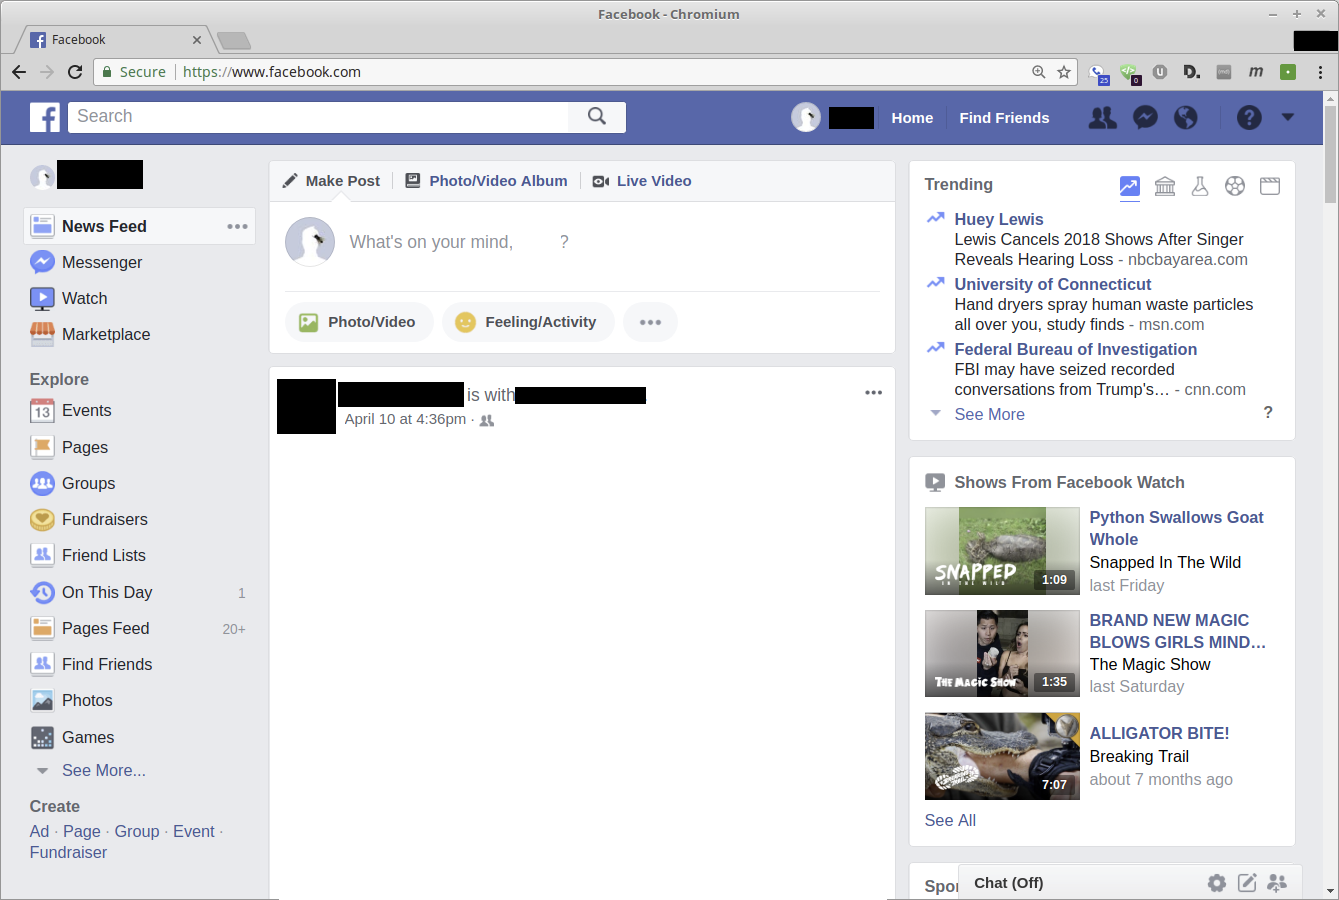 Facebook - Chromium
Facebook
Secure
https://www.facebook.com
25
0
Search
Home
Find Friends
News Feed
Messenger
Watch
Marketplace
Explore
13
Events
Pages
Groups
Fundraisers
Friend Lists
On This Day 1
Pages Feed 20+
Find Friends
Photos
Games
See More...
Create
Ad · Page · Group · Event ·
Fundraiser
Make Post
Photo/Video Album
Live Video
What's on your mind, ?
Photo/Video
Feeling/Activity
is with
April 10 at 4:36pm ·
Trending
Huey Lewis
Lewis Cancels 2018 Shows After Singer
Reveals Hearing Loss - nbcbayarea.com
University of Connecticut
Hand dryers spray human waste particles
all over you, study finds - msn.com
Federal Bureau of Investigation
FBI may have seized recorded
conversations from Trump's… - cnn.com
See More ?
Shows From Facebook Watch
SNAPPED
IN THE WILD
1:09
Python Swallows Goat
Whole
Snapped In The Wild
last Friday
THE MAGIC SHOW
1:35
BRAND NEW MAGIC
BLOWS GIRLS MIND…
The Magic Show
last Saturday
7:07
ALLIGATOR BITE!
Breaking Trail
about 7 months ago
See All
Spo
Chat (Off)